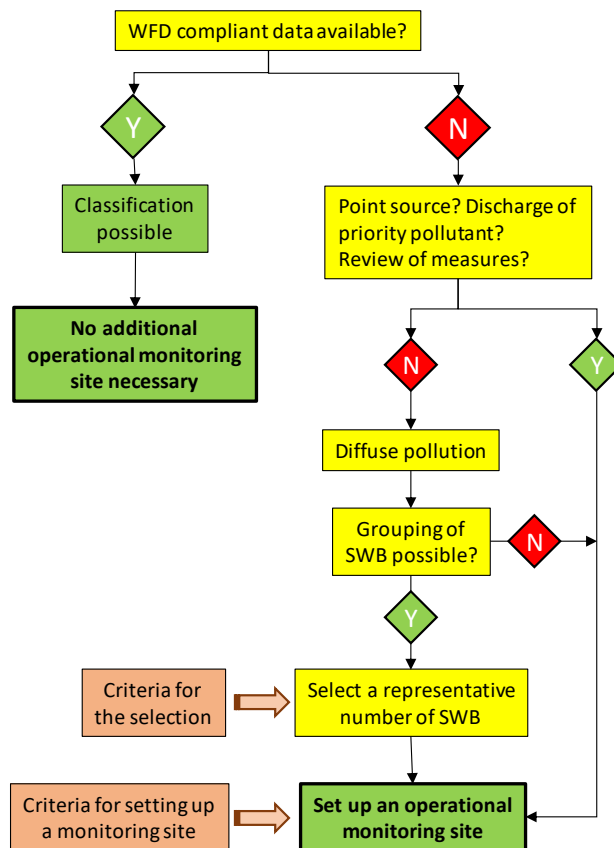 WFD compliant data available?
Y
N
Classification
possible
Point source? Discharge of
priority pollutant?
Review of measures?
No additional
operational monitoring
site necessary
N
Y
Diffuse pollution
Grouping of
SWB possible?
N
Y
Criteria for
the selection
Select a representative
number of SWB
Criteria for setting up
a monitoring site
Set up an operational
monitoring site